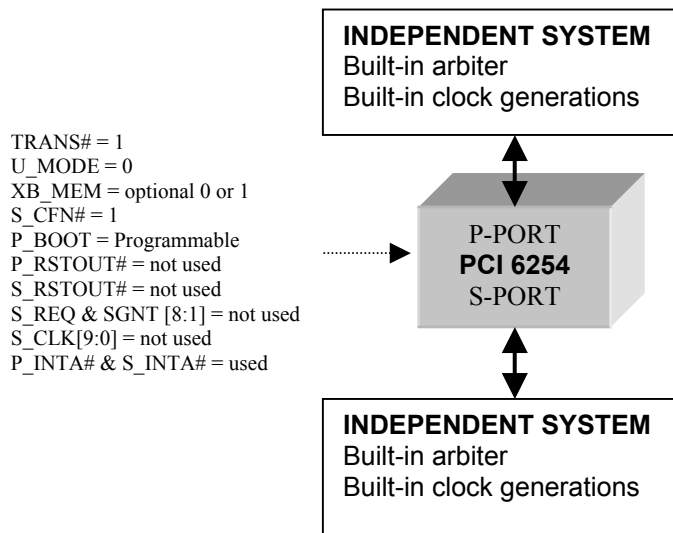 INDEPENDENT SYSTEM
Built-in arbiter
Built-in clock generations
TRANS# = 1
U_MODE = 0
XB_MEM = optional 0 or 1
S_CFN# = 1
P_BOOT = Programmable
P_RSTOUT# = not used
S_RSTOUT# = not used
S_REQ & SGNT [8:1] = not used
S_CLK[9:0] = not used
P_INTA# & S_INTA# = used
P-PORT
PCI 6254
S-PORT
INDEPENDENT SYSTEM
Built-in arbiter
Built-in clock generations